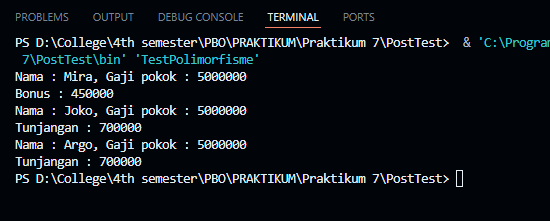 PROBLEMS OUTPUT DEBUG CONSOLE TERMINAL PORTS
PS D:\College\4th semester\PBO\PRAKTIKUM\Praktikum 7\PostTest> & 'C:\Program
7\PostTest\bin' 'TestPolimorfisme'
Nama : Mira, Gaji pokok : 5000000
Bonus : 450000
Nama : Joko, Gaji pokok : 5000000
Tunjangan : 700000
Nama : Argo, Gaji pokok : 5000000
Tunjangan : 700000
PS D:\College\4th semester\PBO\PRAKTIKUM\Praktikum 7\PostTest>